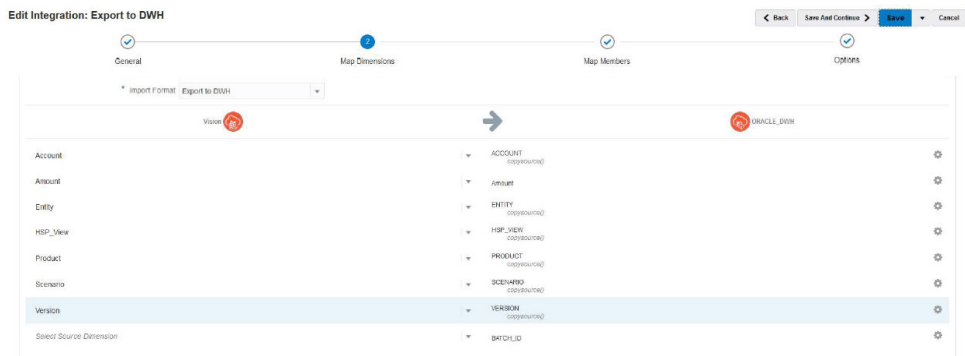 Edit Integration: Export to DWH
Back Save And Continue Save Cancel
2
General Map Dimensions Map Members Options
* Import Format Export to DWH
Vision ORACLE_DWH
Account ACCOUNT
copysource()
Amount Amount
Entity ENTITY
copysource()
HSP_View HSP_VIEW
copysource()
Product PRODUCT
copysource()
Scenario SCENARIO
copysource()
Version VERSION
copysource()
Select Source Dimension BATCH_ID